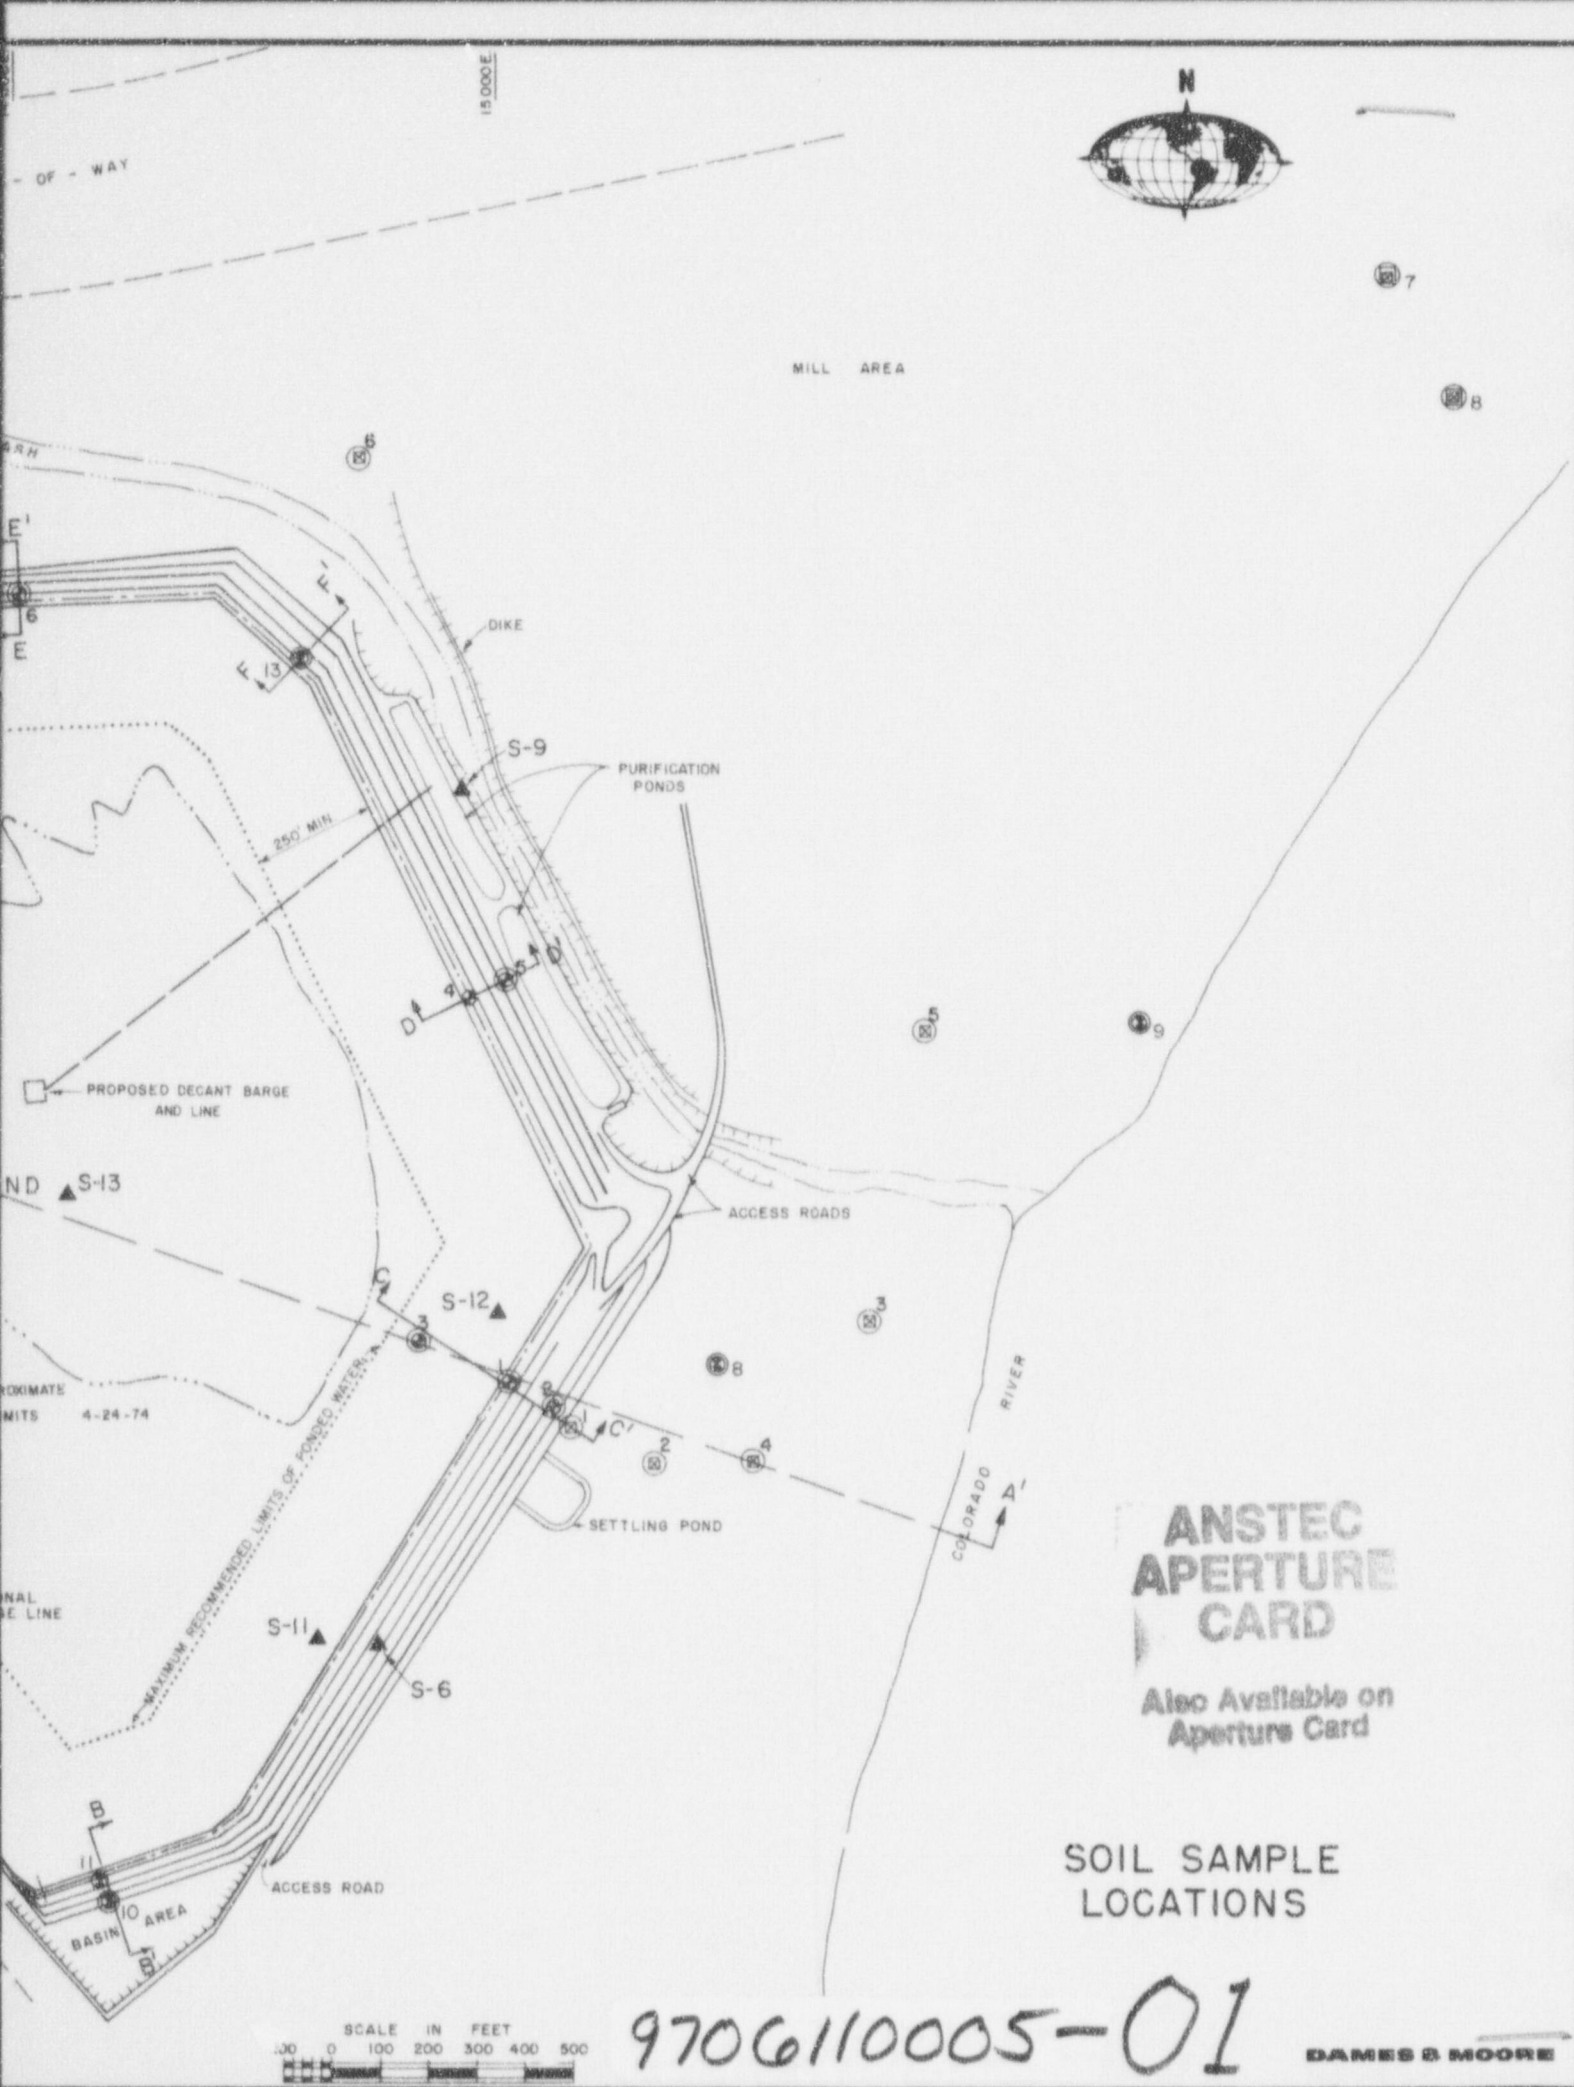 15000E
N
- OF - WAY
7
MILL AREA
8
6
E'
F'
6
E
F
13
DIKE
S-9
PURIFICATION
PONDS
250' MIN
D'
5
4
D
5
9
PROPOSED DECANT BARGE
AND LINE
ND
S-13
ACCESS ROADS
C
S-12
3
3
8
2
1
C'
2
4
4-24-74
MAXIMUM RECOMMENDED LIMITS OF PONDED WATER
COLORADO RIVER
A'
SETTLING POND
ANSTEC
APERTURE
CARD
Also Available on
Aperture Card
S-11
S-6
B
11
10
BASIN AREA
B'
ACCESS ROAD
SOIL SAMPLE
LOCATIONS
SCALE IN FEET
0 100 200 300 400 500
9706110005-01
DAMES & MOORE